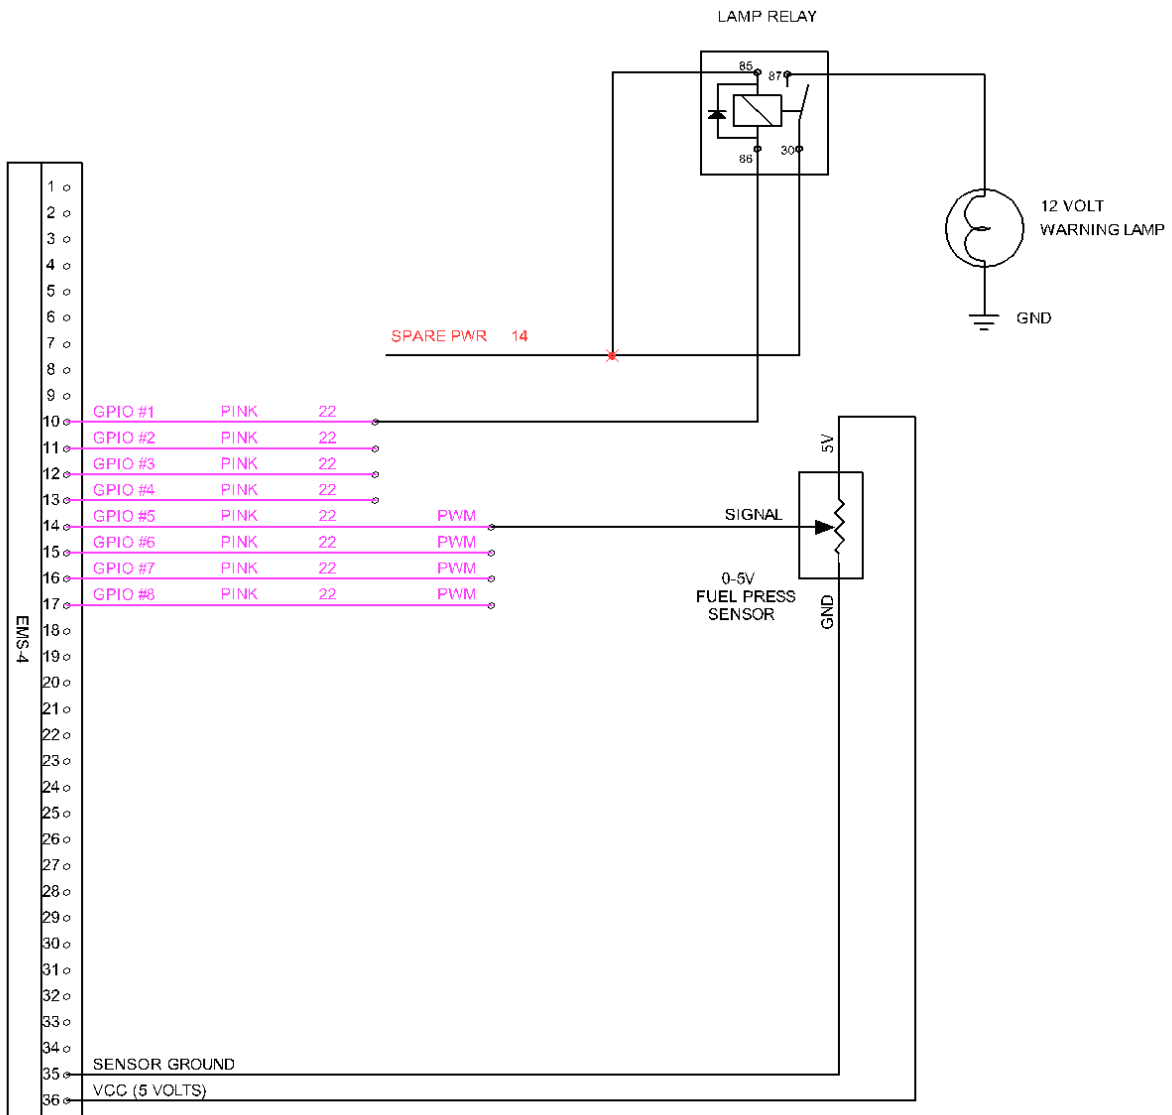 LAMP RELAY
85
87
86
30
12 VOLT
WARNING LAMP
GND
SPARE PWR 14
EMS-4
1
2
3
4
5
6
7
8
9
10 GPIO #1 PINK 22
11 GPIO #2 PINK 22
12 GPIO #3 PINK 22
13 GPIO #4 PINK 22
14 GPIO #5 PINK 22 PWM
15 GPIO #6 PINK 22 PWM
16 GPIO #7 PINK 22 PWM
17 GPIO #8 PINK 22 PWM
18
19
20
21
22
23
24
25
26
27
28
29
30
31
32
33
34
35 SENSOR GROUND
36 VCC (5 VOLTS)
5V
SIGNAL
0-5V
FUEL PRESS
SENSOR
GND